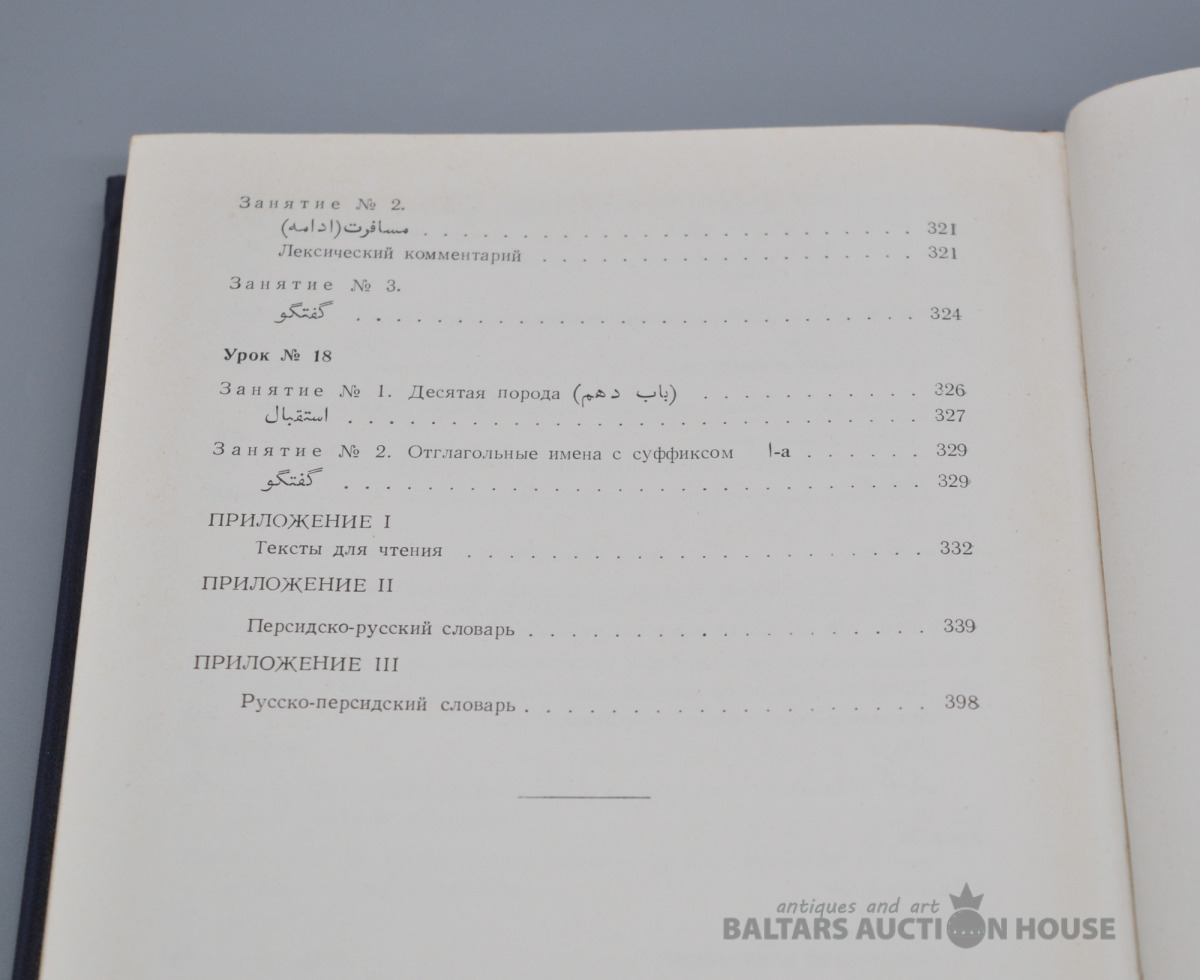 Занятие № 2.
مسافرت (ادامه) . . . . . . . . . . . . . . . . . . . . . . . 321
Лексический комментарий . . . . . . . . . . . . . . . . . . 321
Занятие № 3.
گفتگو . . . . . . . . . . . . . . . . . . . . . . . 324
Урок № 18
Занятие № 1. Десятая порода (باب دهم) . . . . . . . . . . . 326
استقبال . . . . . . . . . . . . . . . . . . . . . . . 327
Занятие № 2. Отглагольные имена с суффиксом ا-а . . . . . . 329
گفتگو . . . . . . . . . . . . . . . . . . . . . . . 329
ПРИЛОЖЕНИЕ I
Тексты для чтения . . . . . . . . . . . . . . . . . . . . . . 332
ПРИЛОЖЕНИЕ II
Персидско-русский словарь . . . . . . . . . . . . . . . . . . . 339
ПРИЛОЖЕНИЕ III
Русско-персидский словарь . . . . . . . . . . . . . . . . . . . 398
antiques and art
BALTARS AUCTION HOUSE